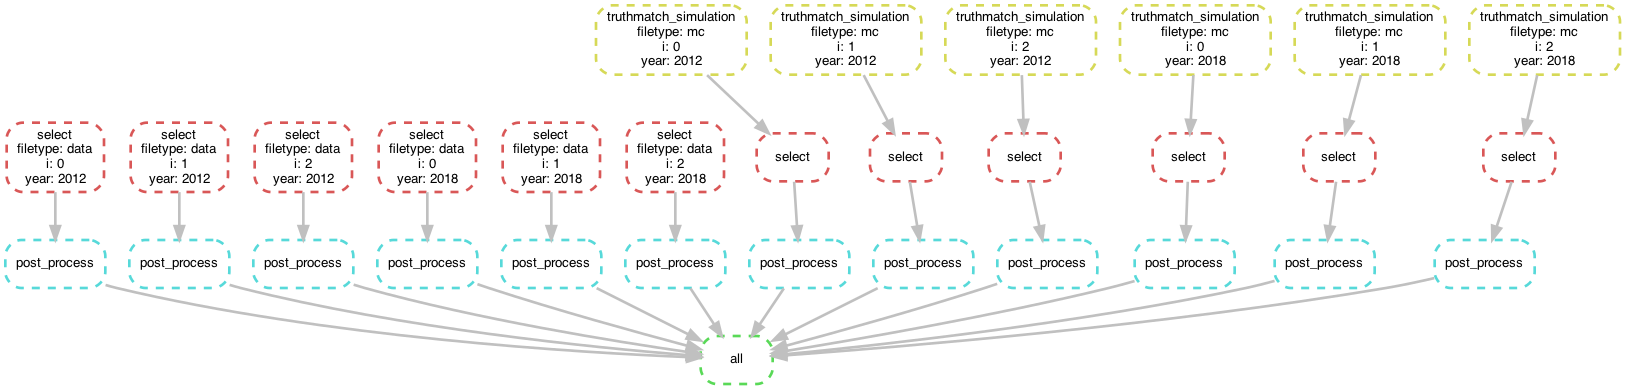 truthmatch_simulation
filetype: mc
i: 0
year: 2012
truthmatch_simulation
filetype: mc
i: 1
year: 2012
truthmatch_simulation
filetype: mc
i: 2
year: 2012
truthmatch_simulation
filetype: mc
i: 0
year: 2018
truthmatch_simulation
filetype: mc
i: 1
year: 2018
truthmatch_simulation
filetype: mc
i: 2
year: 2018
select
filetype: data
i: 0
year: 2012
select
filetype: data
i: 1
year: 2012
select
filetype: data
i: 2
year: 2012
select
filetype: data
i: 0
year: 2018
select
filetype: data
i: 1
year: 2018
select
filetype: data
i: 2
year: 2018
select
select
select
select
select
select
post_process
post_process
post_process
post_process
post_process
post_process
post_process
post_process
post_process
post_process
post_process
post_process
all